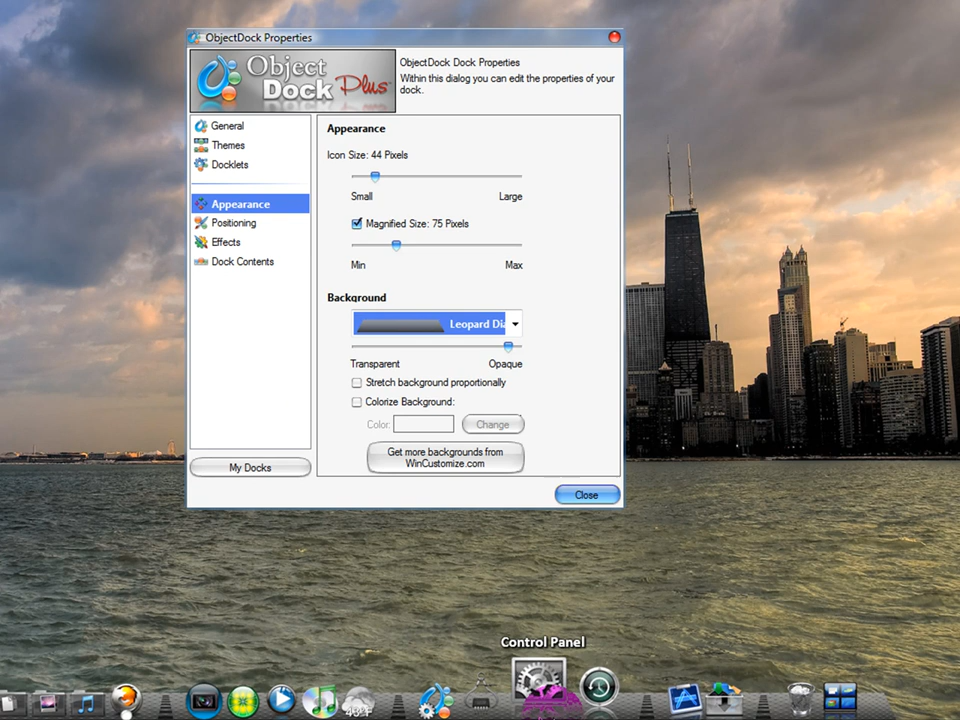 ObjectDock Properties
Object
Dock Plus
ObjectDock Dock Properties
Within this dialog you can edit the properties of your
dock.
General
Themes
Docklets
Appearance
Positioning
Effects
Dock Contents
My Docks
Appearance
Icon Size: 44 Pixels
Small Large
Magnified Size: 75 Pixels
Min Max
Background
Leopard Dia
Transparent Opaque
Stretch background proportionally
Colorize Background:
Color: Change
Get more backgrounds from
WinCustomize.com
Close
Control Panel